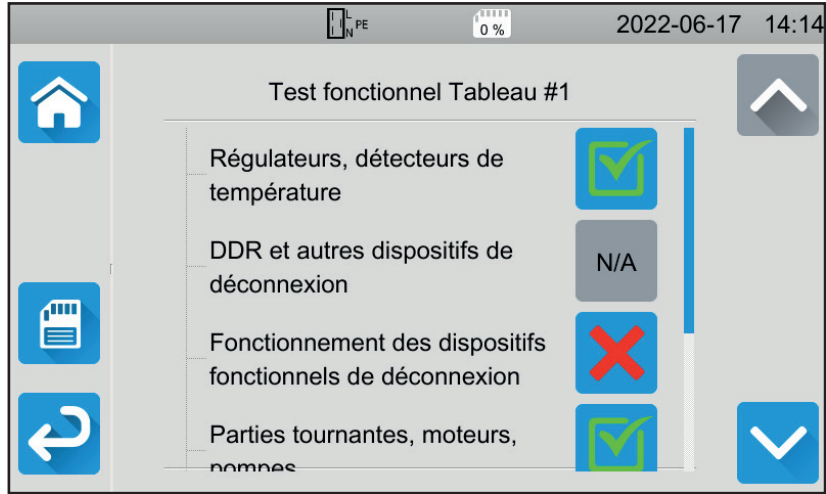 L
N PE
0 %
2022-06-17 14:14
Test fonctionnel Tableau #1
Régulateurs, détecteurs de
température
DDR et autres dispositifs de
déconnexion
N/A
Fonctionnement des dispositifs
fonctionnels de déconnexion
Parties tournantes, moteurs,
pompes